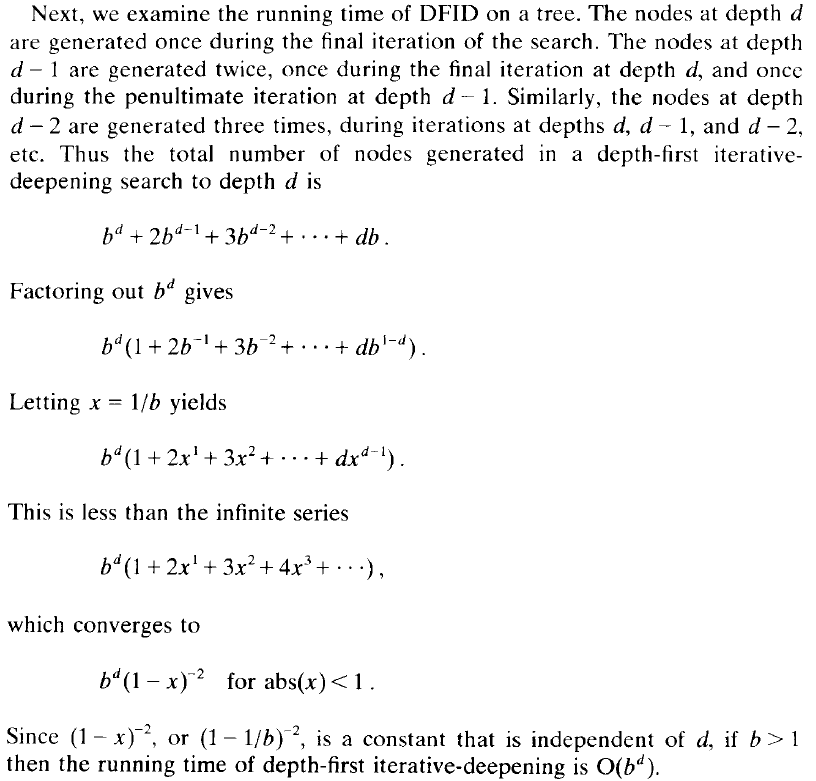 Next, we examine the running time of DFID on a tree. The nodes at depth d
are generated once during the final iteration of the search. The nodes at depth
d − 1 are generated twice, once during the final iteration at depth d, and once
during the penultimate iteration at depth d − 1. Similarly, the nodes at depth
d − 2 are generated three times, during iterations at depths d, d − 1, and d − 2,
etc. Thus the total number of nodes generated in a depth-first iterative-
deepening search to depth d is
b^d + 2b^{d−1} + 3b^{d−2} + · · · + db .
Factoring out b^d gives
b^d(1 + 2b^{−1} + 3b^{−2} + · · · + db^{1−d}) .
Letting x = 1/b yields
b^d(1 + 2x^1 + 3x^2 + · · · + dx^{d−1}) .
This is less than the infinite series
b^d(1 + 2x^1 + 3x^2 + 4x^3 + · · ·) ,
which converges to
b^d(1 − x)^{−2} for abs(x) < 1 .
Since (1 − x)^{−2}, or (1 − 1/b)^{−2}, is a constant that is independent of d, if b > 1
then the running time of depth-first iterative-deepening is O(b^d).